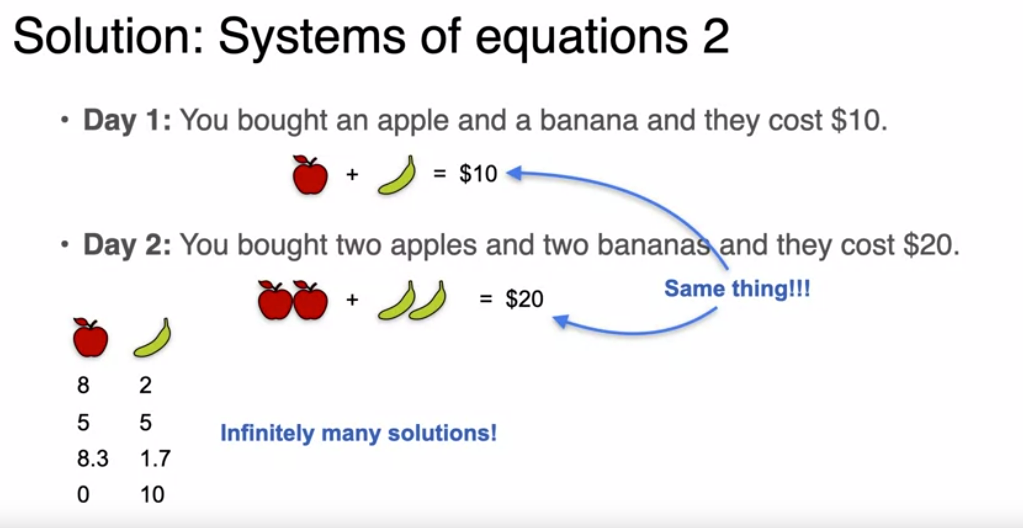 Solution: Systems of equations 2
• Day 1: You bought an apple and a banana and they cost $10.
+ = $10
• Day 2: You bought two apples and two bananas and they cost $20.
+ = $20
Same thing!!!
8 2
5 5
8.3 1.7
0 10
Infinitely many solutions!